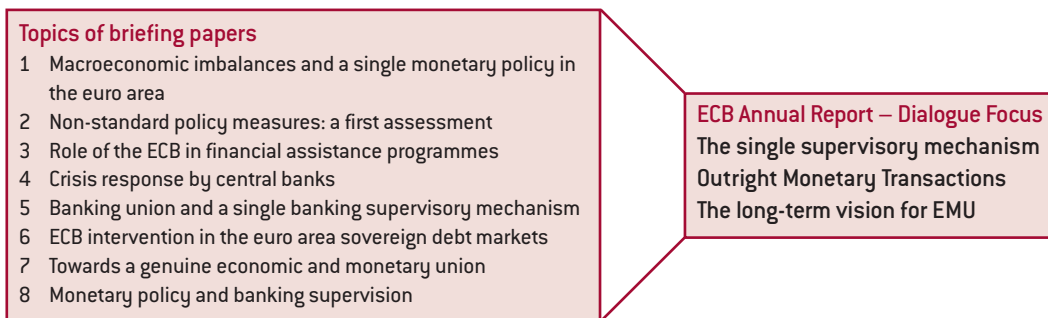 Topics of briefing papers
1 Macroeconomic imbalances and a single monetary policy in
the euro area
2 Non-standard policy measures: a first assessment
3 Role of the ECB in financial assistance programmes
4 Crisis response by central banks
5 Banking union and a single banking supervisory mechanism
6 ECB intervention in the euro area sovereign debt markets
7 Towards a genuine economic and monetary union
8 Monetary policy and banking supervision
ECB Annual Report – Dialogue Focus
The single supervisory mechanism
Outright Monetary Transactions
The long-term vision for EMU